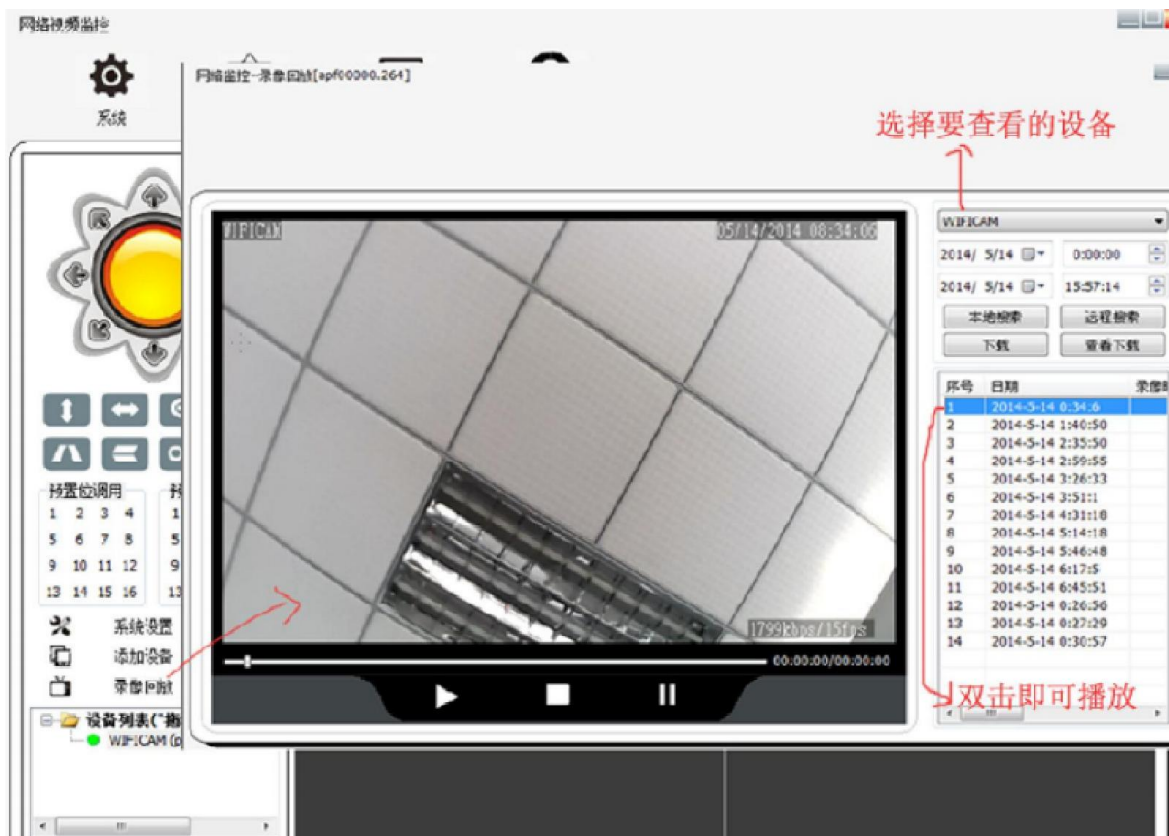 网络视频监控
系统
网络监控--录像回放[apf00000.264]
选择要查看的设备
WIFICAM
05/14/2014 08:34:06
1799kbps/15fps
00:00:00/00:00:00
WIFICAM
2014/ 5/14 0:00:00
2014/ 5/14 15:57:14
本地搜索 远程搜索
下载 查看下载
序号 日期
1 2014-5-14 0:34:6
2 2014-5-14 1:40:50
3 2014-5-14 2:35:50
4 2014-5-14 2:59:55
5 2014-5-14 3:26:33
6 2014-5-14 3:51:1
7 2014-5-14 4:31:18
8 2014-5-14 5:14:18
9 2014-5-14 5:46:48
10 2014-5-14 6:17:5
11 2014-5-14 6:45:51
12 2014-5-14 0:26:56
13 2014-5-14 0:27:29
14 2014-5-14 0:30:57
双击即可播放
预置位调用
1 2 3 4 1
5 6 7 8 5
9 10 11 12 9
13 14 15 16 13
系统设置
添加设备
录像回放
设备列表("拖
WIFICAM (p